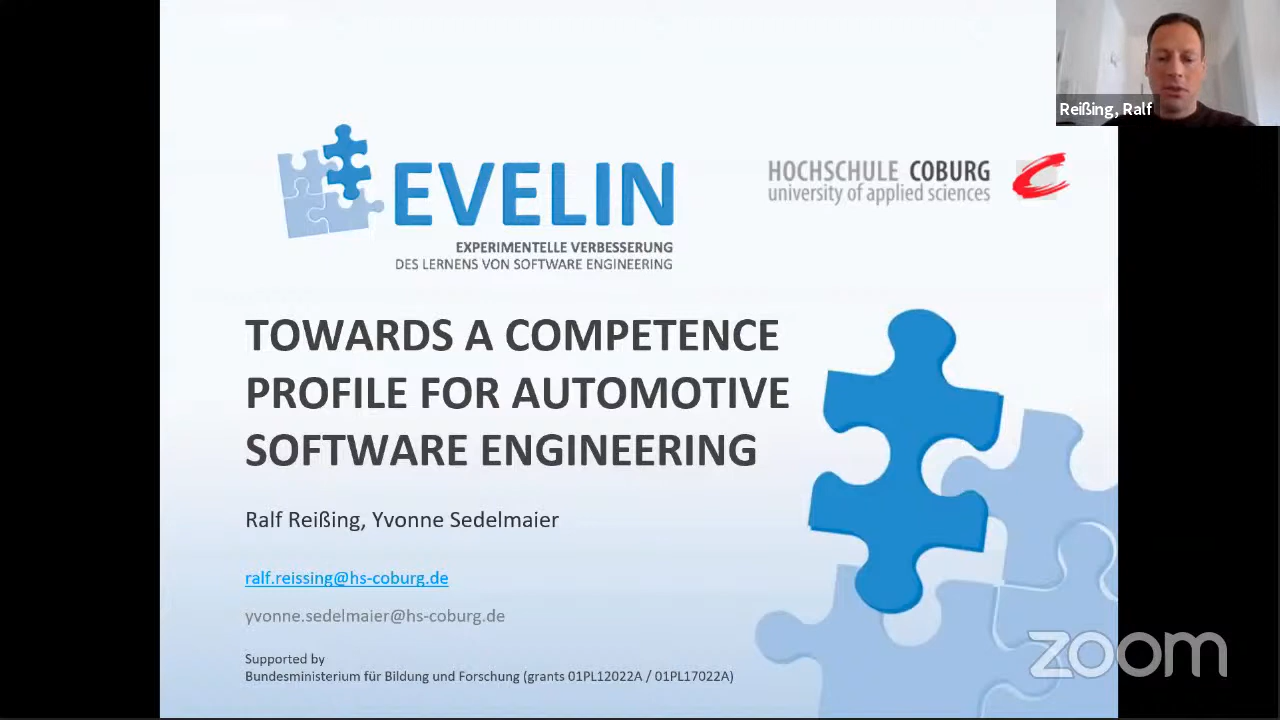 Reißing, Ralf
EVELIN
EXPERIMENTELLE VERBESSERUNG
DES LERNENS VON SOFTWARE ENGINEERING
HOCHSCHULE COBURG
university of applied sciences
TOWARDS A COMPETENCE
PROFILE FOR AUTOMOTIVE
SOFTWARE ENGINEERING
Ralf Reißing, Yvonne Sedelmaier
ralf.reissing@hs-coburg.de
yvonne.sedelmaier@hs-coburg.de
Supported by
Bundesministerium für Bildung und Forschung (grants 01PL12022A / 01PL17022A)
zoom